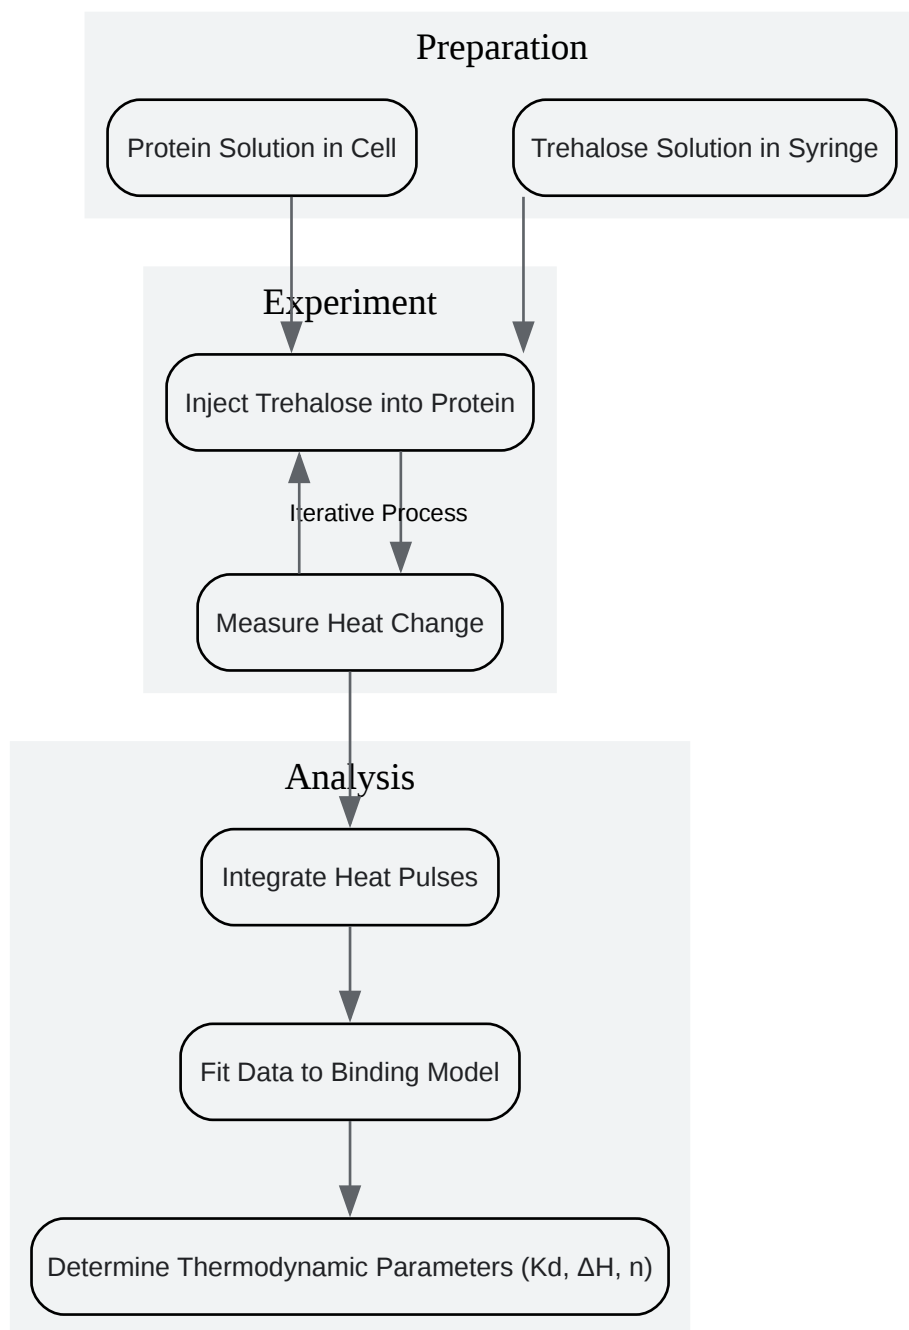 Preparation
Protein Solution in Cell
Trehalose Solution in Syringe
Experiment
Inject Trehalose into Protein
Iterative Process
Measure Heat Change
Analysis
Integrate Heat Pulses
Fit Data to Binding Model
Determine Thermodynamic Parameters (Kd, ΔH, n)